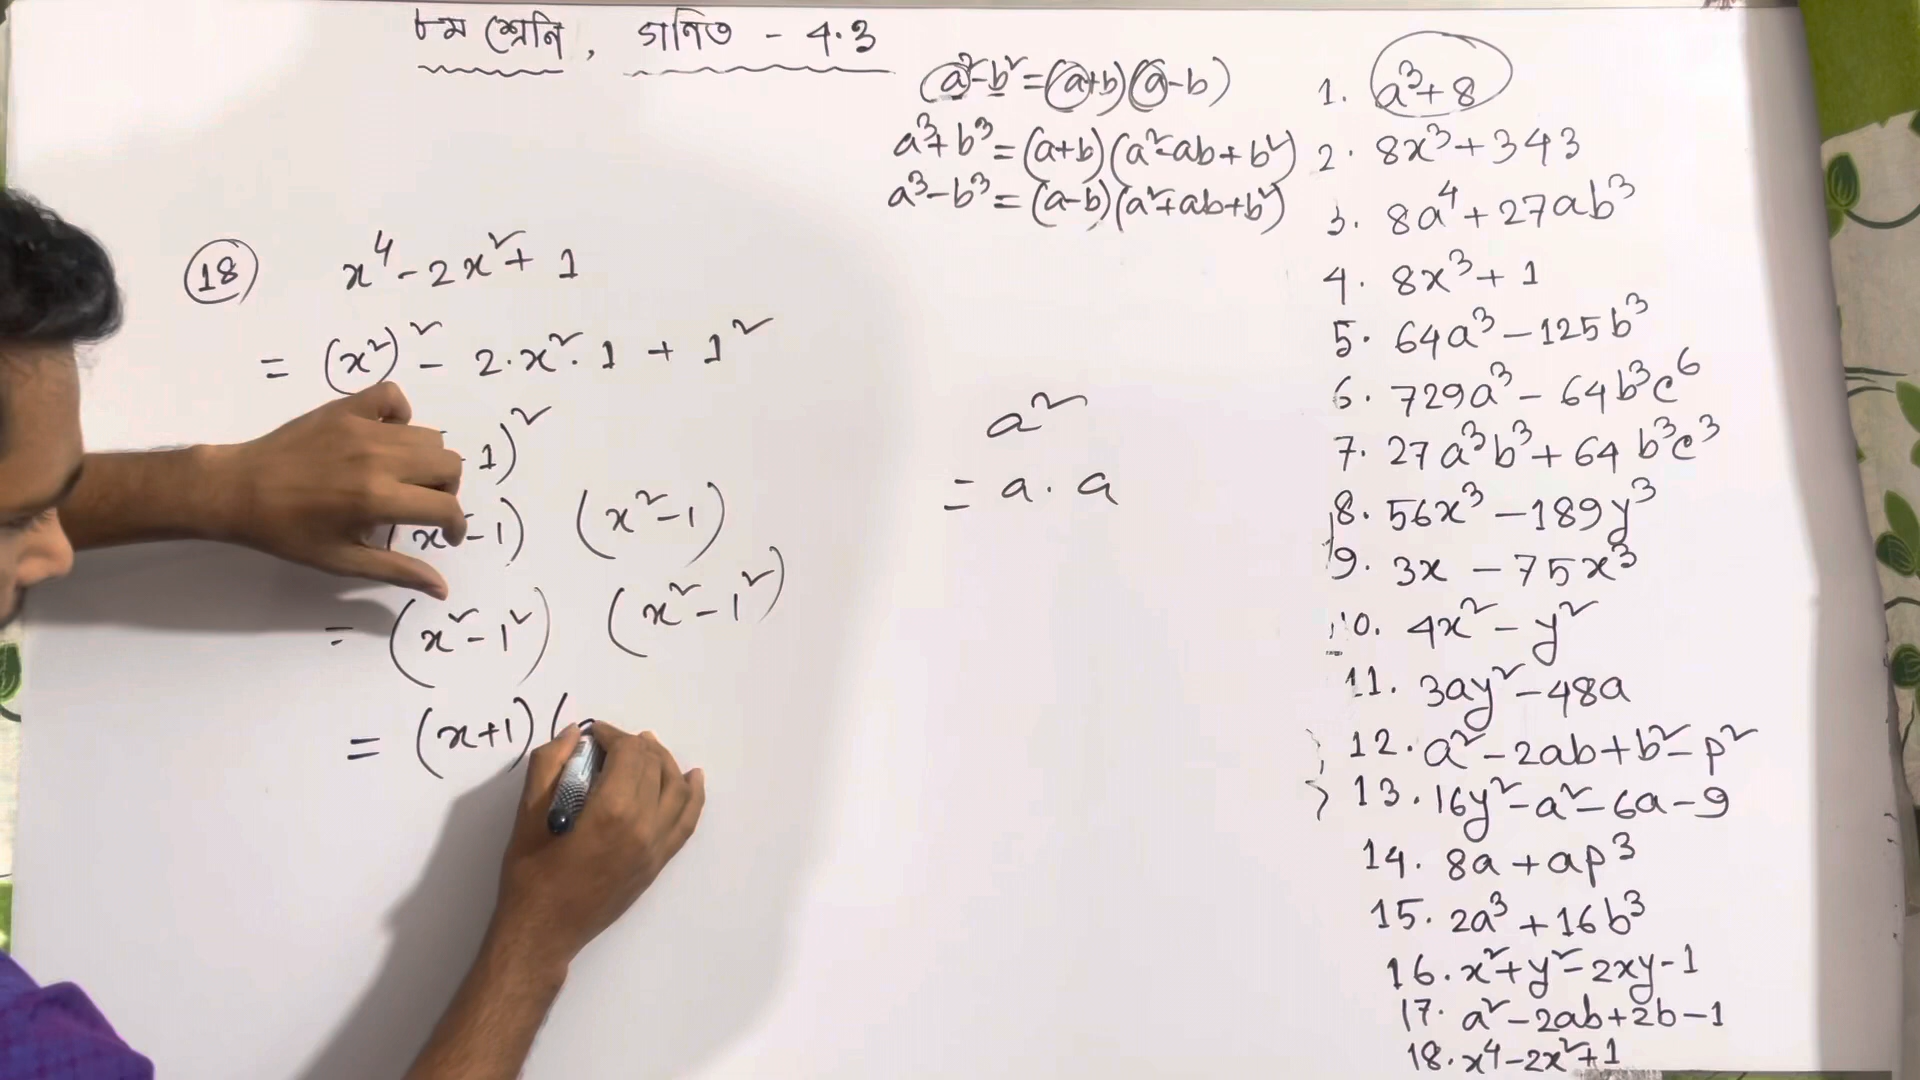 ৮ম শ্রেনি, গনিত - 4.3
a²-b²=(a+b)(a-b)
a³+b³=(a+b)(a²-ab+b²)
a³-b³=(a-b)(a²+ab+b²)
18 x⁴-2x²+1
= (x²)² - 2.x².1 + 1²
1)²
(x²-1) (x²-1)
= (x²-1²) (x²-1²)
= (x+1)(
a²
= a.a
1. a³+8
2. 8x³+343
3. 8a⁴+27ab³
4. 8x³+1
5. 64a³-125b³
6. 729a³-64b³c⁶
7. 27a³b³+64b³c³
8. 56x³-189y³
9. 3x-75x³
10. 4x²-y²
11. 3ay²-48a
12. a²-2ab+b²-p²
13. 16y²-a²-6a-9
14. 8a+ap³
15. 2a³+16b³
16. x²+y²-2xy-1
17. a²-2ab+2b-1
18. x⁴-2x²+1